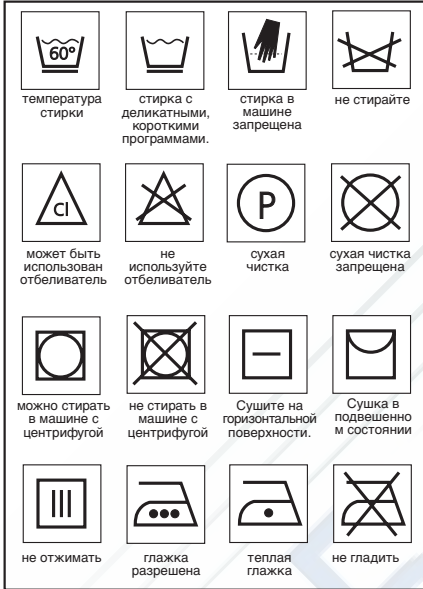 60°
температура
стирки
стирка с
деликатными,
короткими
программами.
стирка в
машине
запрещена
не стирайте
Cl
может быть
использован
отбеливатель
не
используйте
отбеливатель
P
сухая
чистка
сухая чистка
запрещена
можно стирать
в машине с
центрифугой
не стирать в
машине с
центрифугой
Сушите на
горизонтальной
поверхности.
Сушка в
подвешенно
м состоянии
не отжимать
глажка
разрешена
теплая
глажка
не гладить